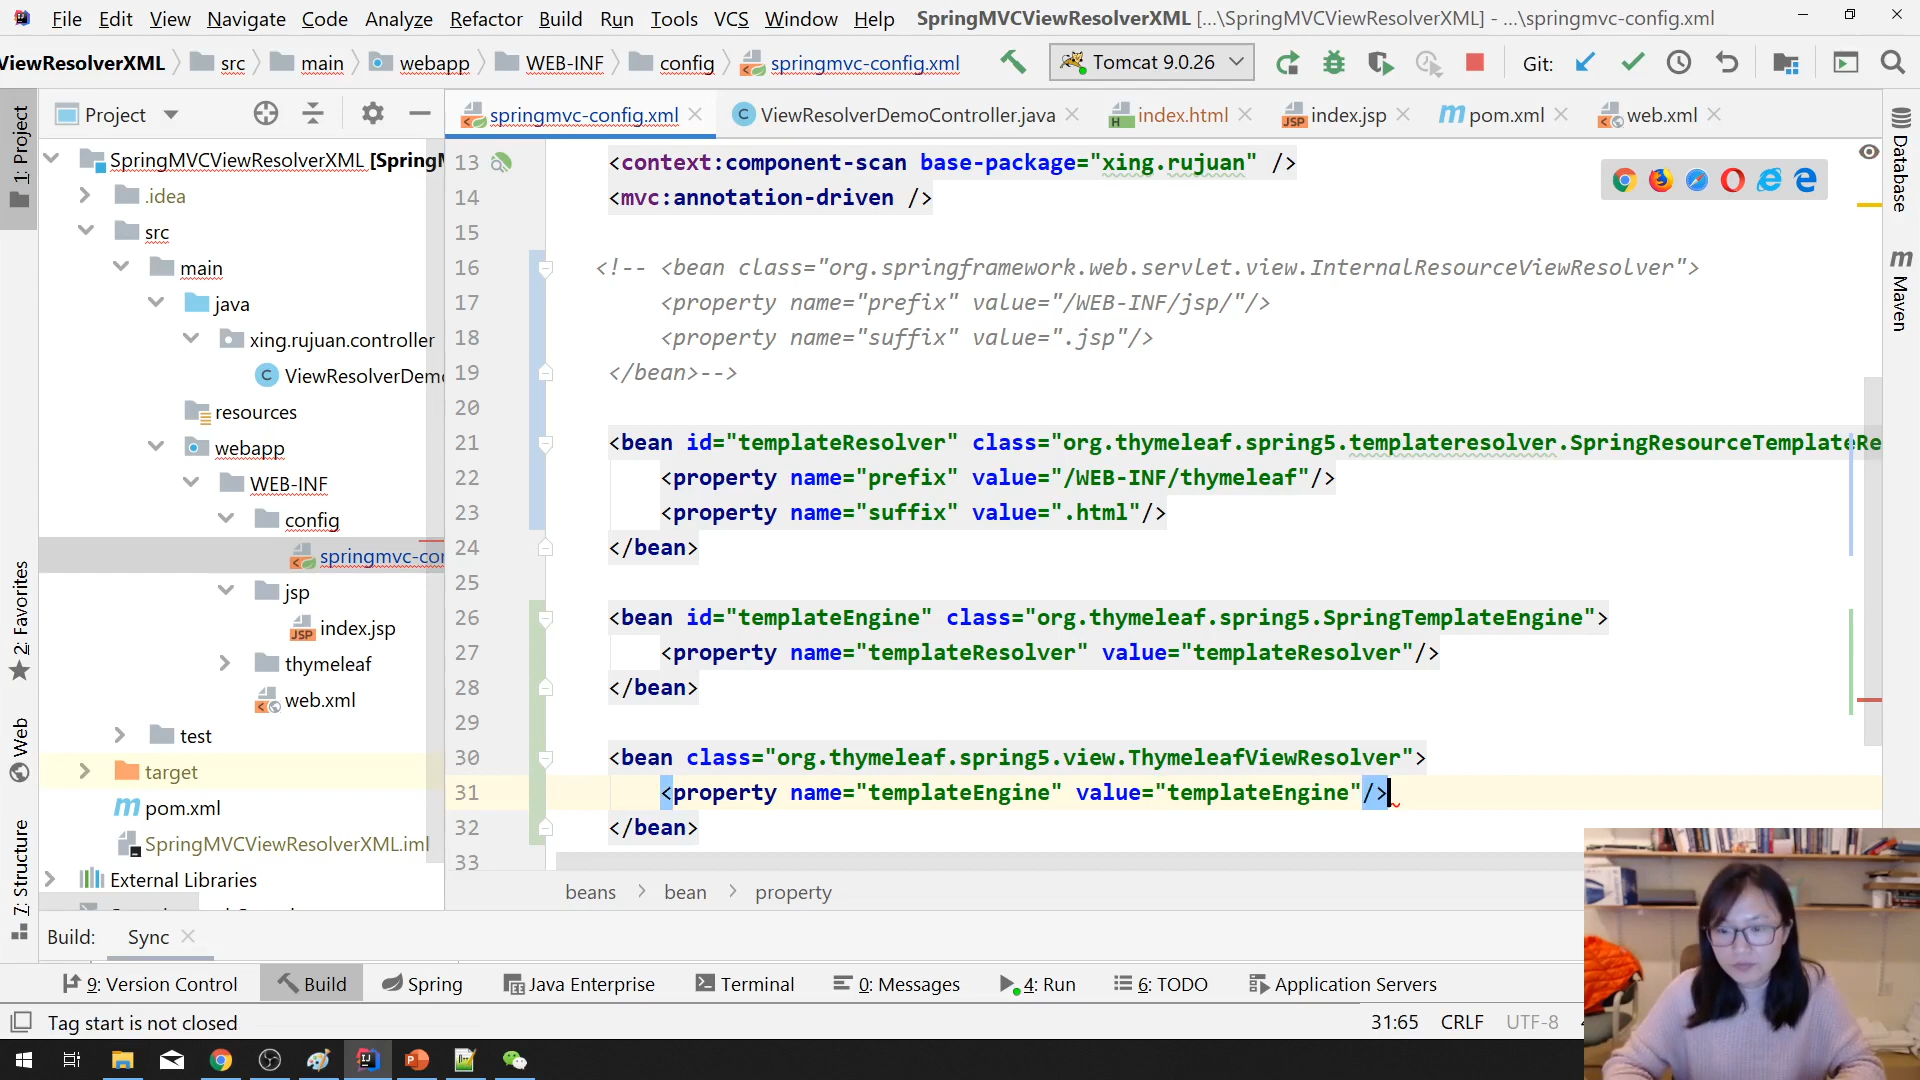 File Edit View Navigate Code Analyze Refactor Build Run Tools VCS Window Help SpringMVCViewResolverXML [...\SpringMVCViewResolverXML] - ...\springmvc-config.xml
ViewResolverXML src main webapp WEB-INF config springmvc-config.xml Tomcat 9.0.26 Git:
Project springmvc-config.xml ViewResolverDemoController.java index.html index.jsp pom.xml web.xml
1: Project
2: Favorites
Web
7: Structure
SpringMVCViewResolverXML [SpringM
.idea
src
main
java
xing.rujuan.controller
ViewResolverDemo
resources
webapp
WEB-INF
config
springmvc-con
jsp
index.jsp
thymeleaf
web.xml
test
target
pom.xml
SpringMVCViewResolverXML.iml
External Libraries
13 <context:component-scan base-package="xing.rujuan" />
14 <mvc:annotation-driven />
15
16 <!-- <bean class="org.springframework.web.servlet.view.InternalResourceViewResolver">
17 <property name="prefix" value="/WEB-INF/jsp/"/>
18 <property name="suffix" value=".jsp"/>
19 </bean>-->
20
21 <bean id="templateResolver" class="org.thymeleaf.spring5.templateresolver.SpringResourceTemplateRe
22 <property name="prefix" value="/WEB-INF/thymeleaf"/>
23 <property name="suffix" value=".html"/>
24 </bean>
25
26 <bean id="templateEngine" class="org.thymeleaf.spring5.SpringTemplateEngine">
27 <property name="templateResolver" value="templateResolver"/>
28 </bean>
29
30 <bean class="org.thymeleaf.spring5.view.ThymeleafViewResolver">
31 <property name="templateEngine" value="templateEngine"/>
32 </bean>
33
Database
Maven
beans bean property
Build: Sync
9: Version Control Build Spring Java Enterprise Terminal 0: Messages 4: Run 6: TODO Application Servers
Tag start is not closed 31:65 CRLF UTF-8